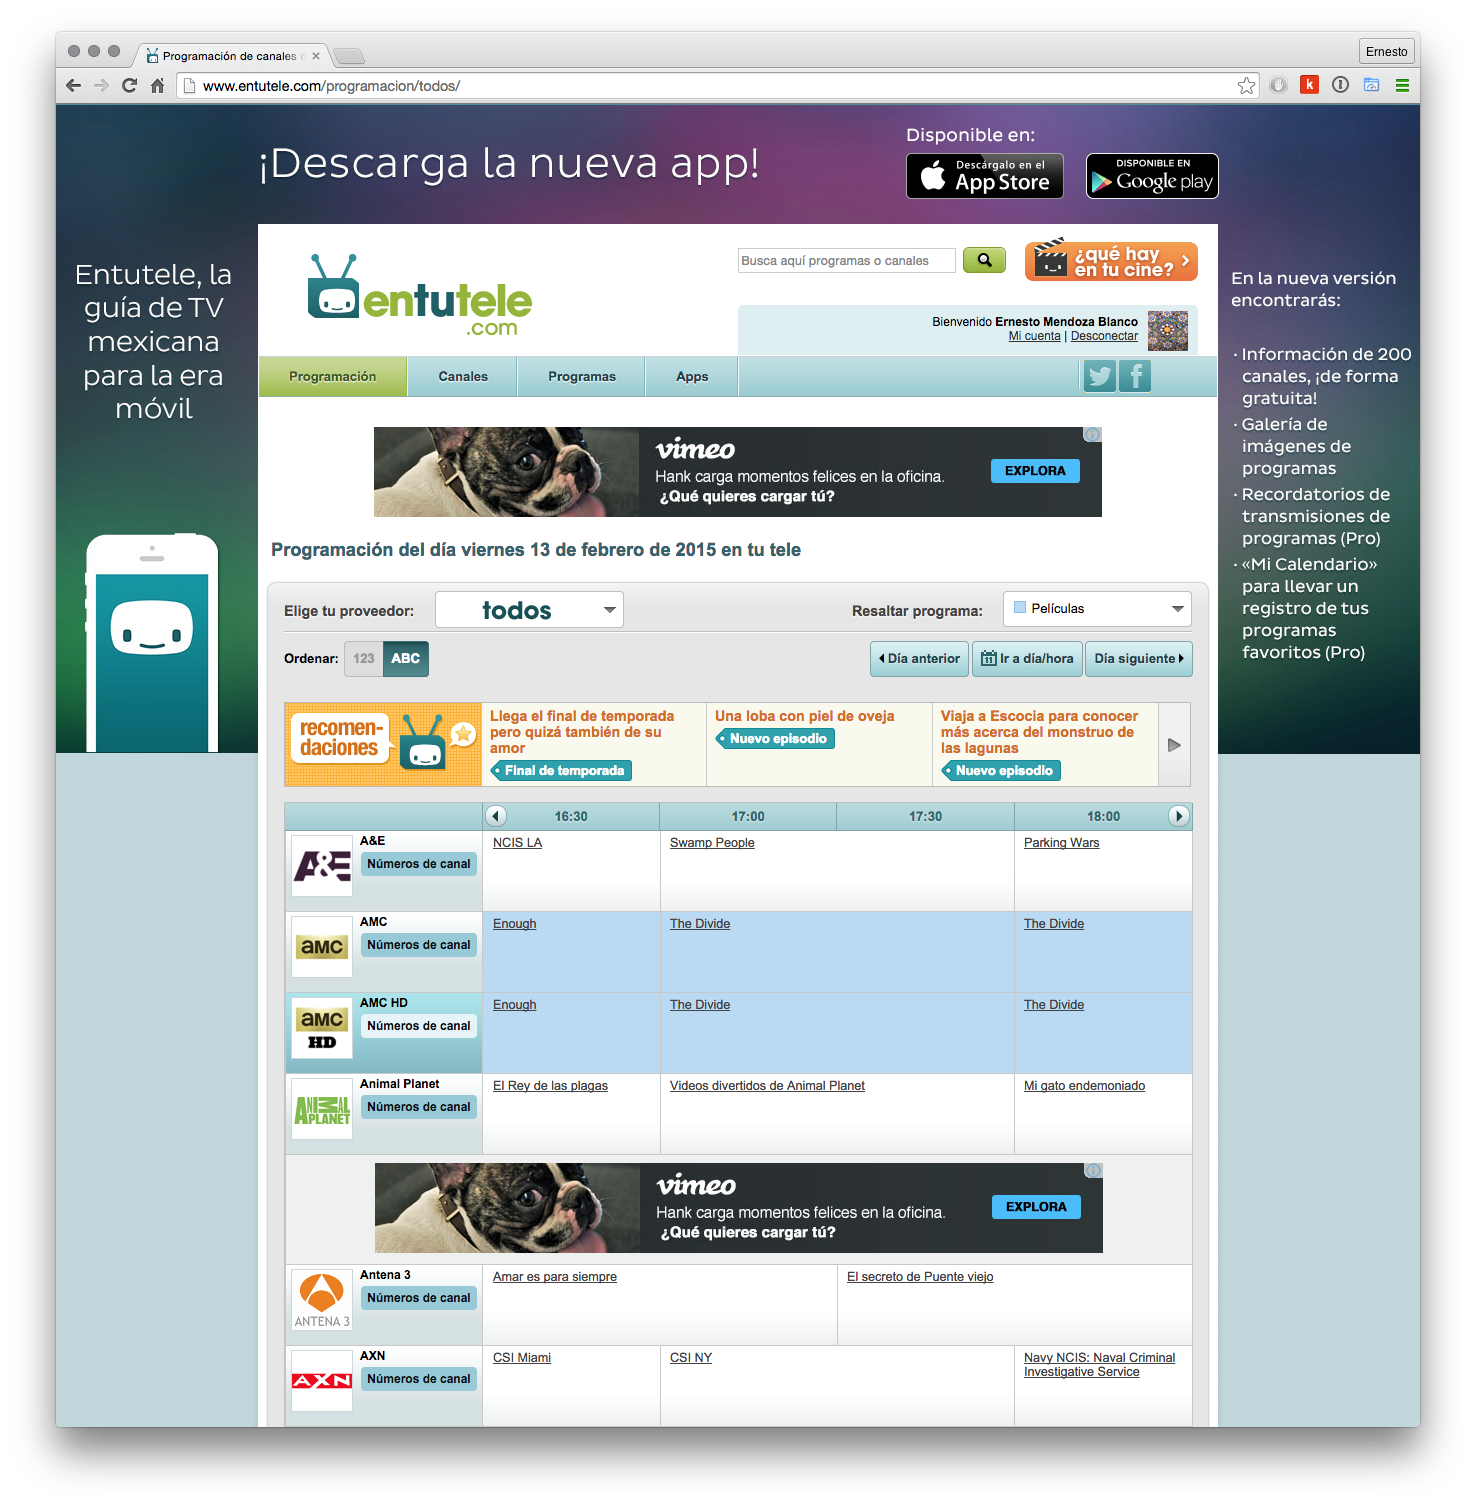 Programación de canales
Ernesto
www.entutele.com/programacion/todos/
¡Descarga la nueva app!
Disponible en:
Descárgalo en el
App Store
DISPONIBLE EN
Google play
Entutele, la
guía de TV
mexicana
para la era
móvil
entutele
.com
Busca aquí programas o canales
¿qué hay
en tu cine?
Bienvenido Ernesto Mendoza Blanco
Mi cuenta | Desconectar
Programación
Canales
Programas
Apps
En la nueva versión
encontrarás:
· Información de 200
canales, ¡de forma
gratuita!
· Galería de
imágenes de
programas
· Recordatorios de
transmisiones de
programas (Pro)
· «Mi Calendario»
para llevar un
registro de tus
programas
favoritos (Pro)
vimeo
Hank carga momentos felices en la oficina.
¿Qué quieres cargar tú?
EXPLORA
Programación del día viernes 13 de febrero de 2015 en tu tele
Elige tu proveedor:
todos
Resaltar programa:
Películas
Ordenar:
123
ABC
Día anterior
11
Ir a día/hora
Día siguiente
recomen-
daciones
Llega el final de temporada
pero quizá también de su
amor
Final de temporada
Una loba con piel de oveja
Nuevo episodio
Viaja a Escocia para conocer
más acerca del monstruo de
las lagunas
Nuevo episodio
16:30
17:00
17:30
18:00
A&E
A&E
Números de canal
NCIS LA
Swamp People
Parking Wars
aMC
AMC
Números de canal
Enough
The Divide
The Divide
aMC
HD
AMC HD
Números de canal
Enough
The Divide
The Divide
ANIMAL
PLANET
Animal Planet
Números de canal
El Rey de las plagas
Videos divertidos de Animal Planet
Mi gato endemoniado
vimeo
Hank carga momentos felices en la oficina.
¿Qué quieres cargar tú?
EXPLORA
ANTENA 3
Antena 3
Números de canal
Amar es para siempre
El secreto de Puente viejo
AXN
AXN
Números de canal
CSI Miami
CSI NY
Navy NCIS: Naval Criminal
Investigative Service